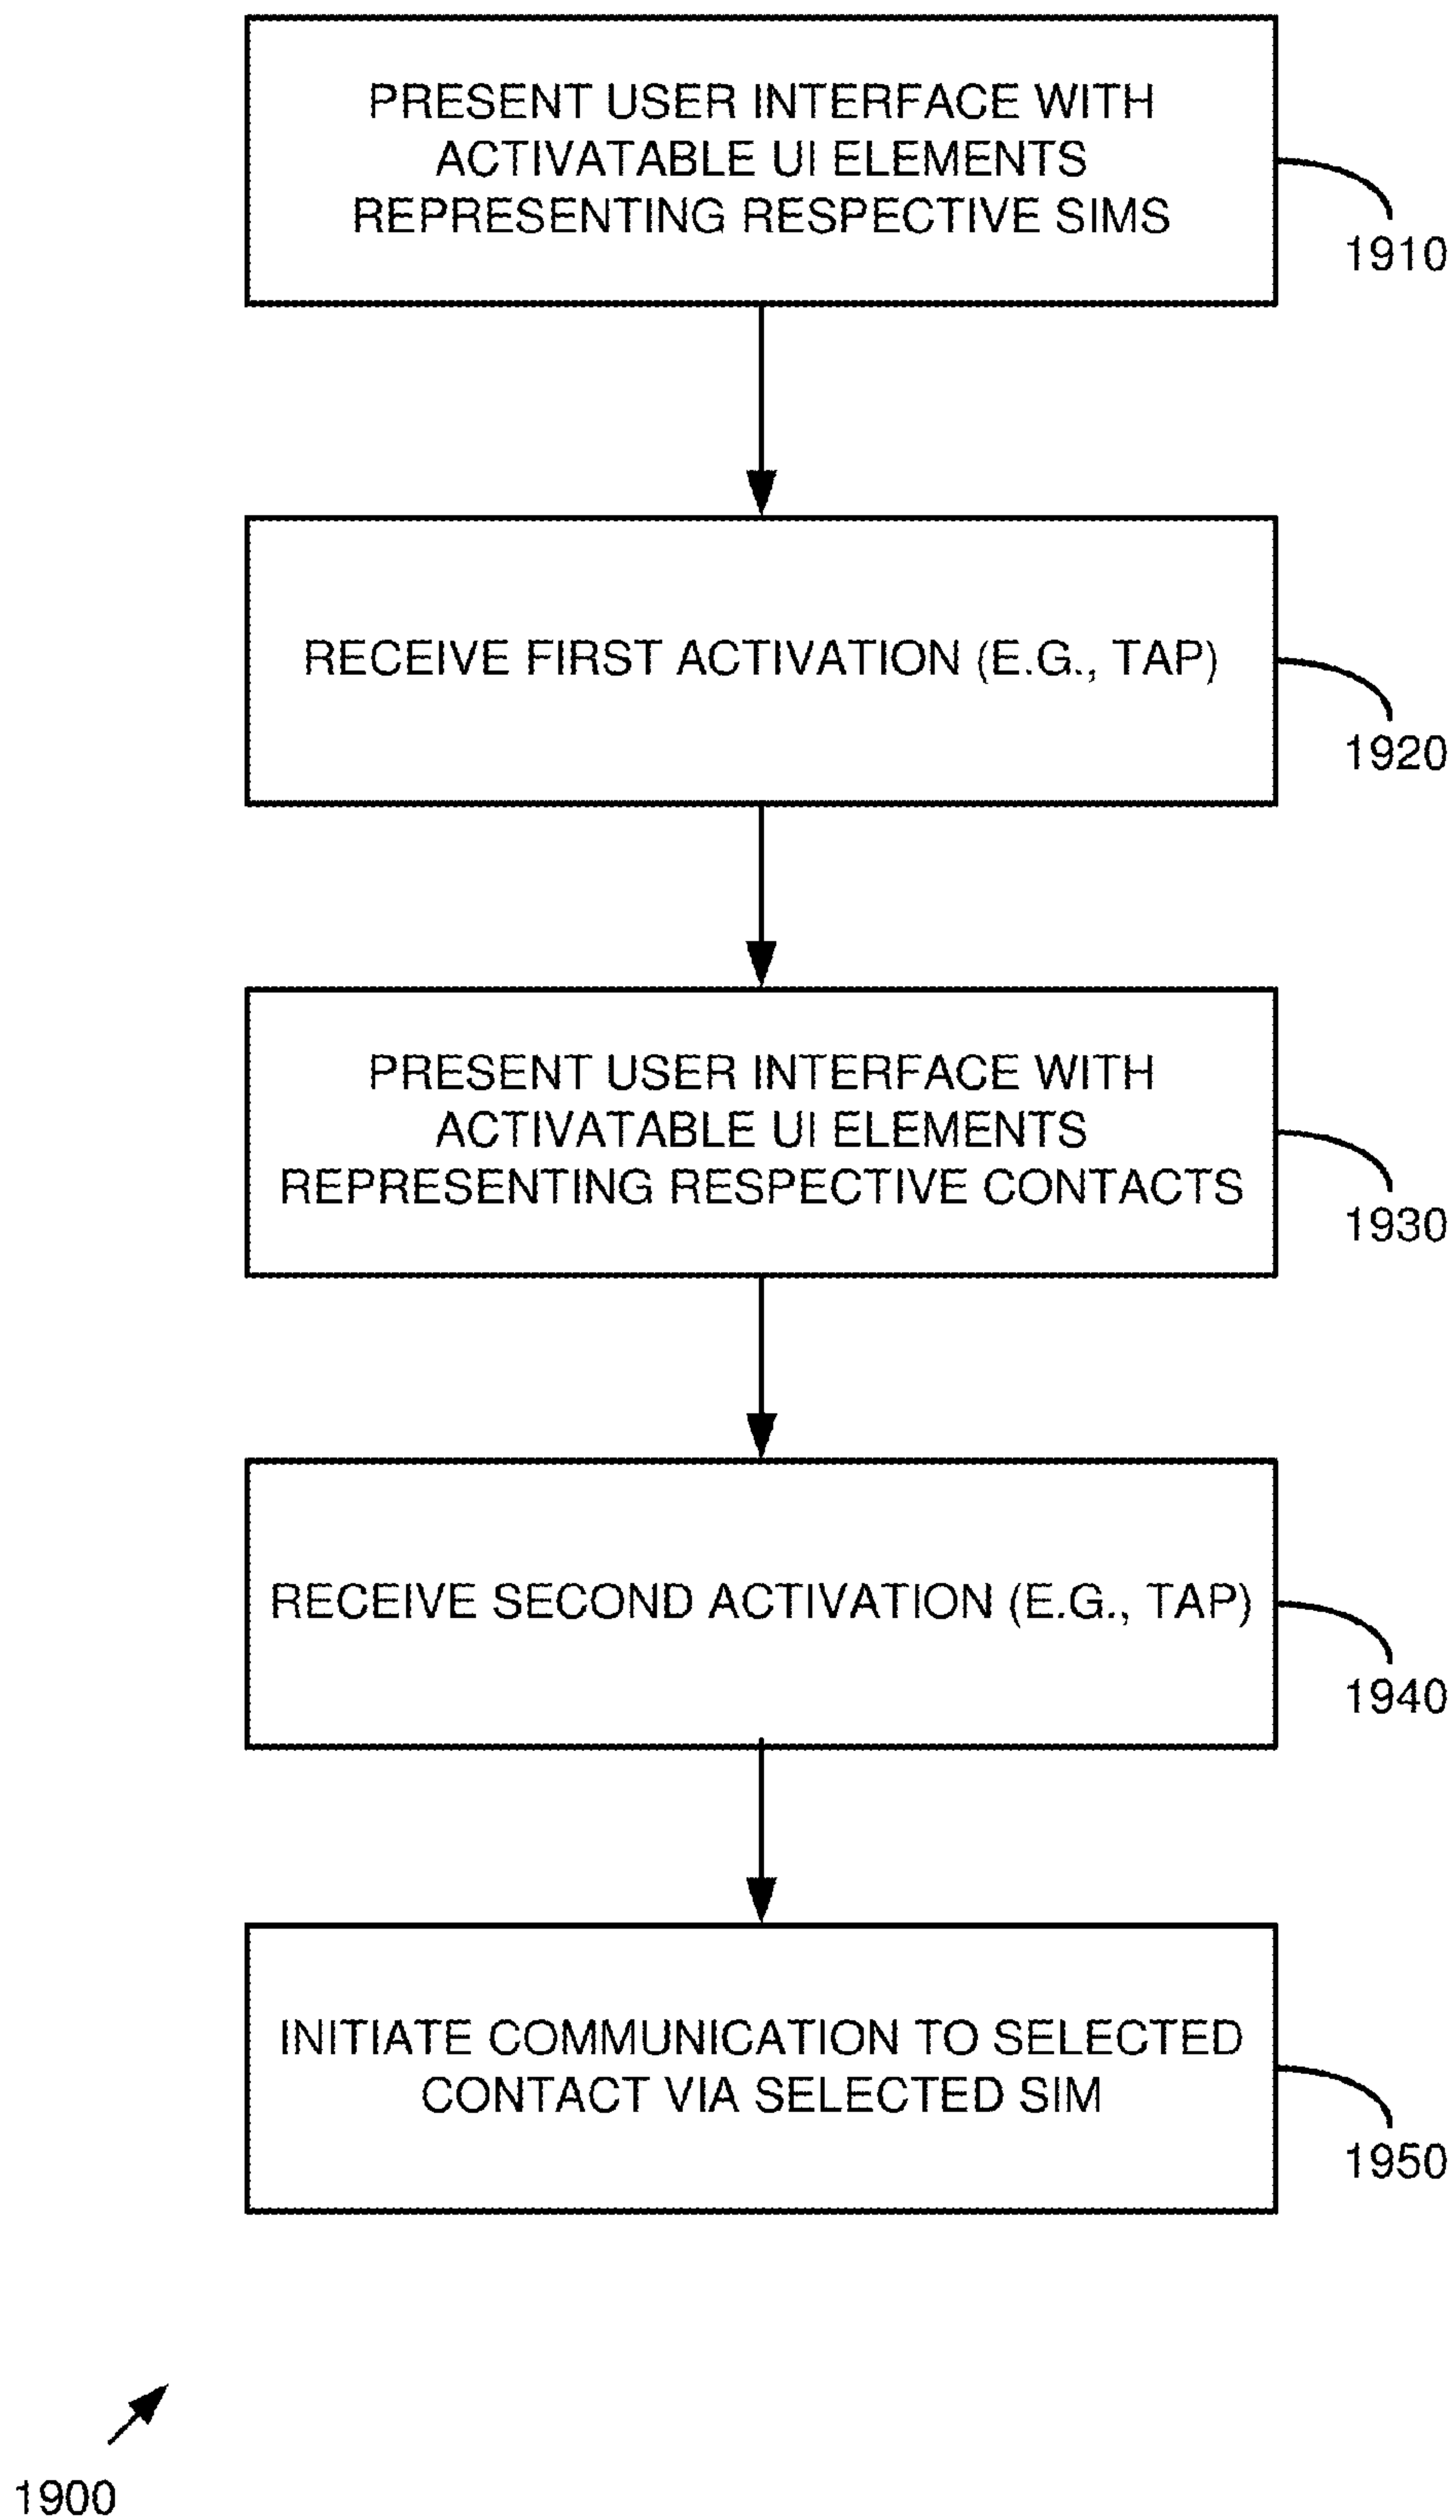 PRESENT USER INTERFACE WITH
ACTIVATABLE UI ELEMENTS
REPRESENTING RESPECTIVE SIMS
1910
RECEIVE FIRST ACTIVATION (E.G., TAP)
1920
PRESENT USER INTERFACE WITH
ACTIVATABLE UI ELEMENTS
REPRESENTING RESPECTIVE CONTACTS
1930
RECEIVE SECOND ACTIVATION (E.G., TAP)
1940
INITIATE COMMUNICATION TO SELECTED
CONTACT VIA SELECTED SIM
1950
1900